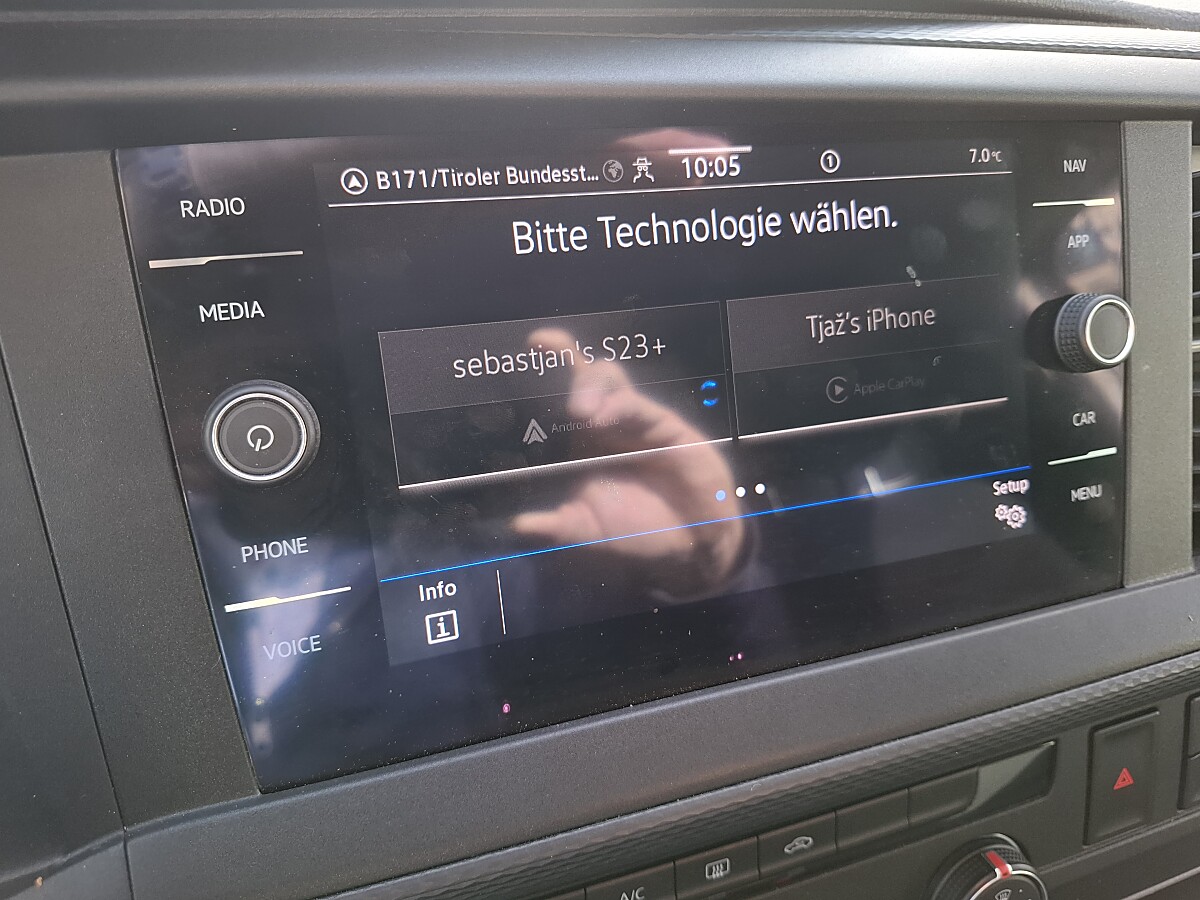 RADIO
MEDIA
PHONE
VOICE
B171/Tiroler Bundesst...
10:05
1
7.0°C
Bitte Technologie wählen.
sebastjan's S23+
Android Auto
Tjaž's iPhone
Apple CarPlay
Setup
Info
i
NAV
APP
CAR
MENU
A/C